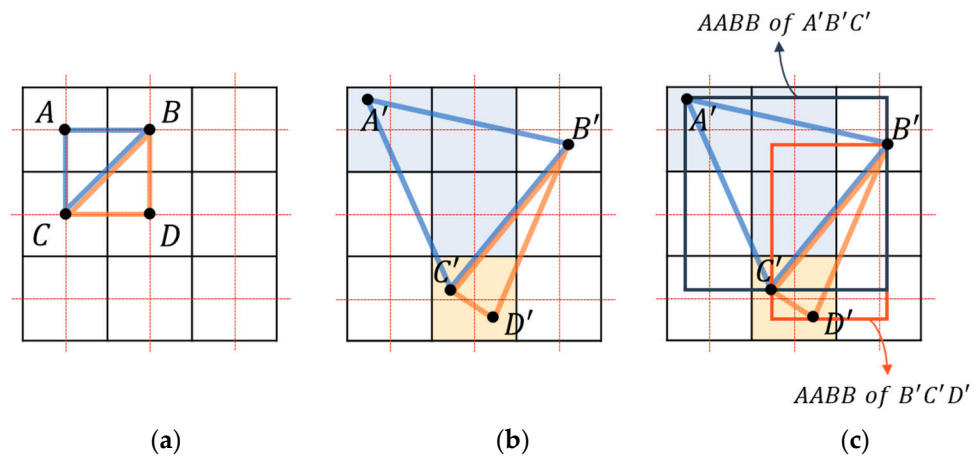 AABB of A'B'C'
A B
C D
A' B'
C' D'
A' B'
C' D'
AABB of B'C'D'
(a) (b) (c)